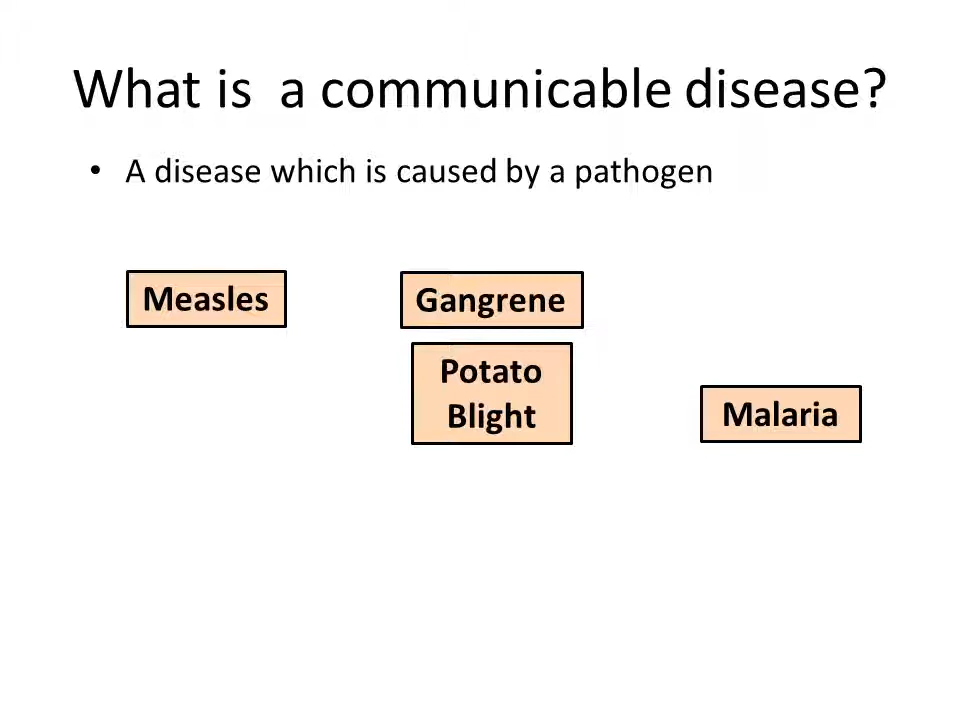 What is  a communicable disease?
• A disease which is caused by a pathogen
Measles
Gangrene
Potato
Blight
Malaria